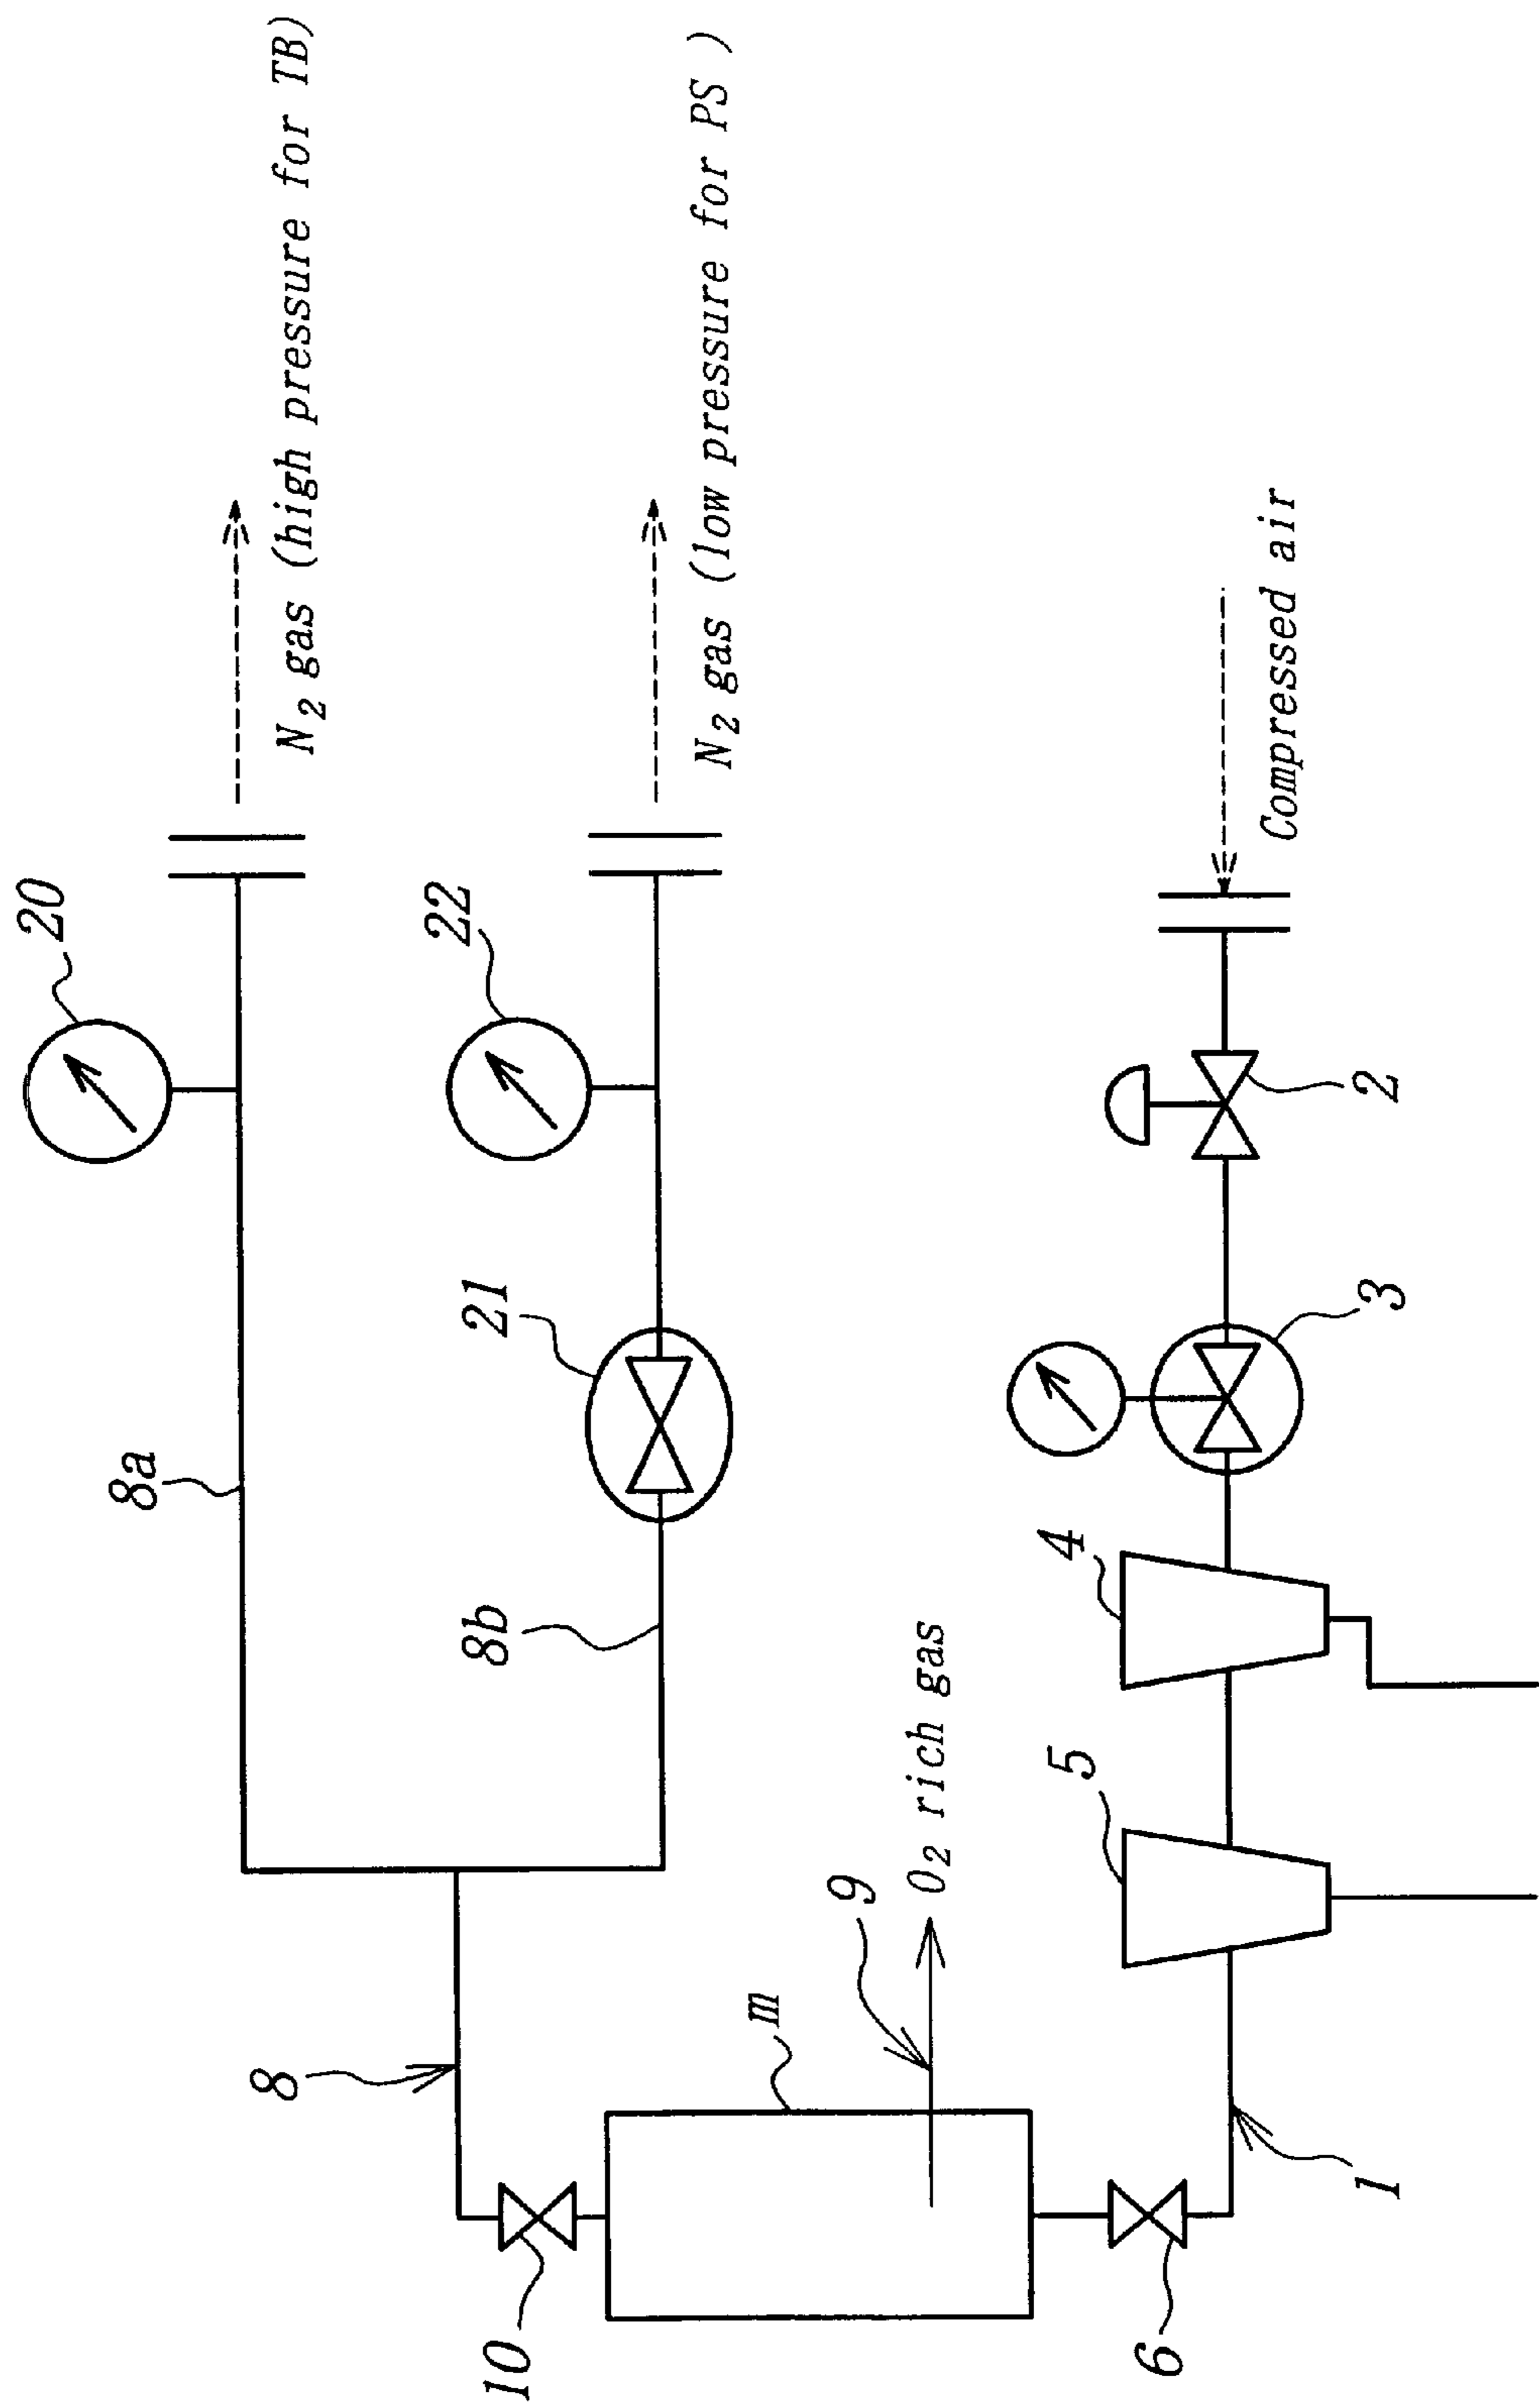 20
8a
8
N₂ gas (high pressure for TB)
22
10
8b
21
N₂ gas (low pressure for PS )
m
9
O₂ rich gas
5
4
6
Compressed air
1
3
2